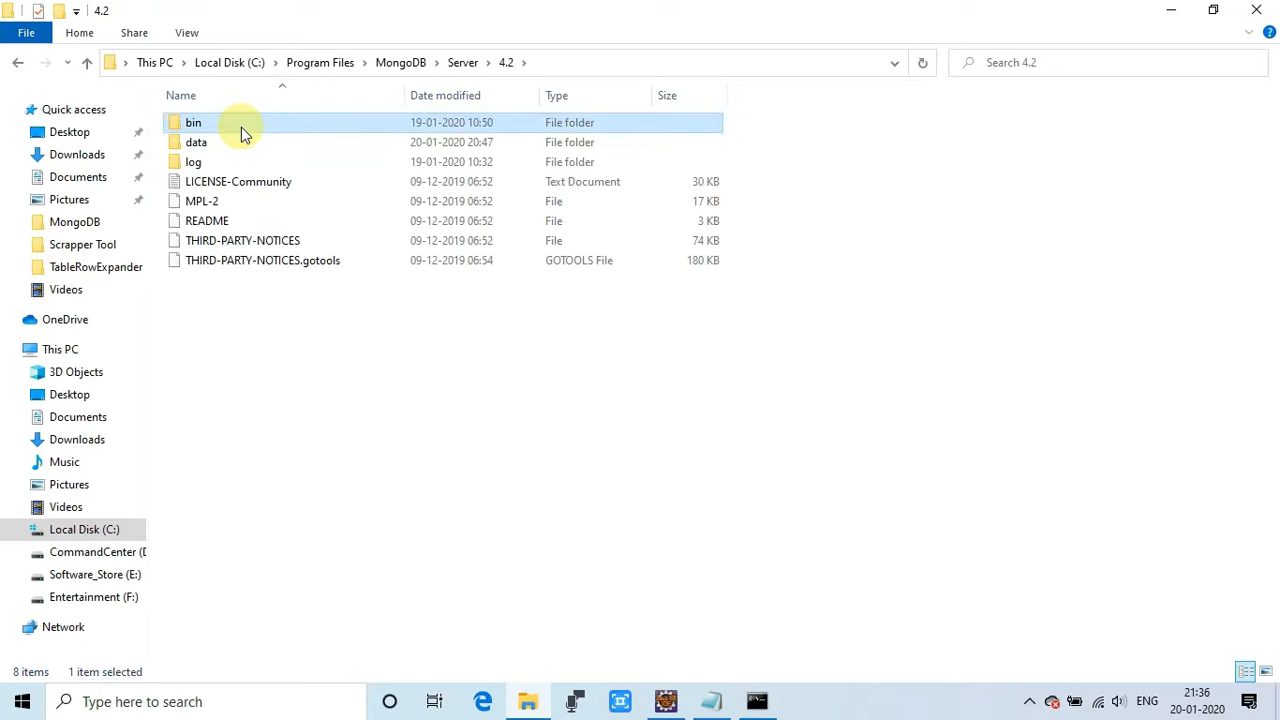 4.2
File Home Share View
This PC Local Disk (C:) Program Files MongoDB Server 4.2
Search 4.2
Name Date modified Type Size
bin 19-01-2020 10:50 File folder
data 20-01-2020 20:47 File folder
log 19-01-2020 10:32 File folder
LICENSE-Community 09-12-2019 06:52 Text Document 30 KB
MPL-2 09-12-2019 06:52 File 17 KB
README 09-12-2019 06:52 File 3 KB
THIRD-PARTY-NOTICES 09-12-2019 06:52 File 74 KB
THIRD-PARTY-NOTICES.gotools 09-12-2019 06:54 GOTOOLS File 180 KB
Quick access
Desktop
Downloads
Documents
Pictures
MongoDB
Scrapper Tool
TableRowExpander
Videos
OneDrive
This PC
3D Objects
Desktop
Documents
Downloads
Music
Pictures
Videos
Local Disk (C:)
CommandCenter (D
Software_Store (E:)
Entertainment (F:)
Network
8 items 1 item selected
Type here to search
ENG
21:36
20-01-2020